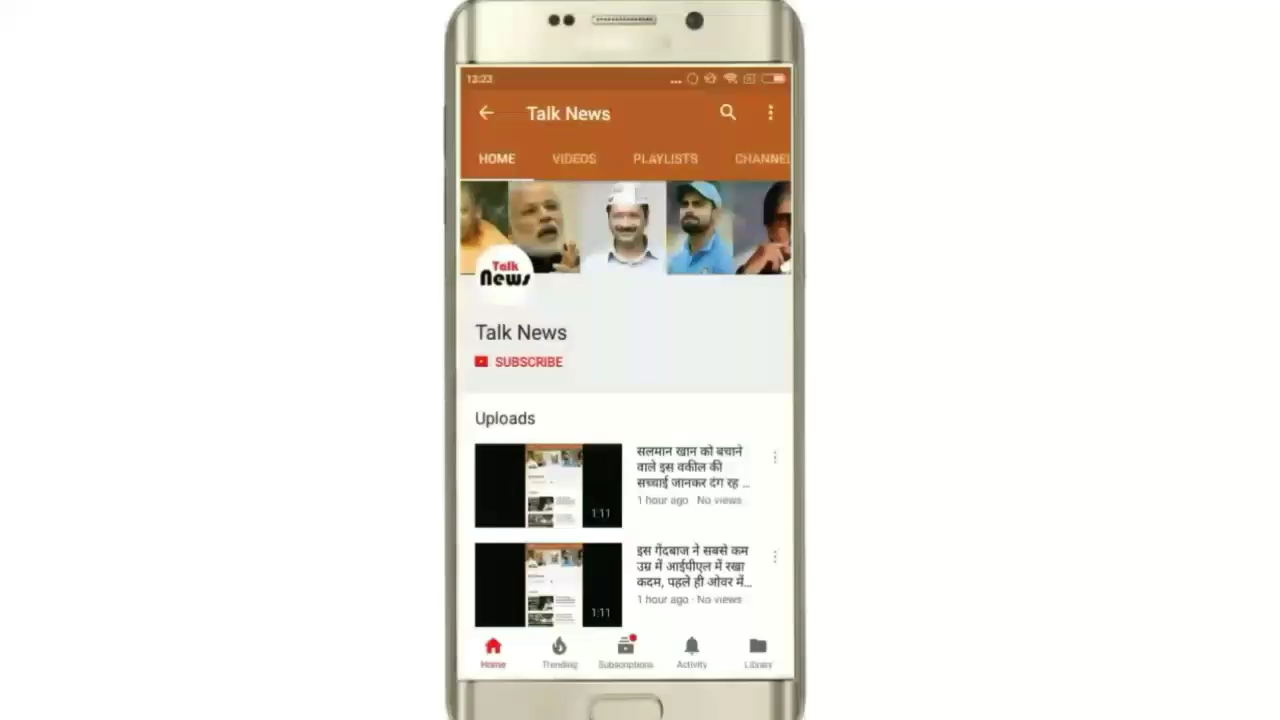 13:23
Talk News
HOME VIDEOS PLAYLISTS CHANNEL
Talk
News
Talk News
SUBSCRIBE
Uploads
सलमान खान को बचाने
वाले इस वकील की
सच्चाई जानकर दंग रह ...
1 hour ago · No views
1:11
इस गेंदबाज ने सबसे कम
उम्र में आईपीएल में रखा
कदम, पहले ही ओवर में...
1 hour ago · No views
1:11
Home Trending Subscriptions Activity Library